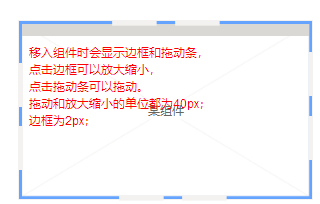 移入组件时会显示边框和拖动条，
点击边框可以放大缩小，
点击拖动条可以拖动。
拖动和放大缩小的单位都为40px；
某组件
边框为2px；